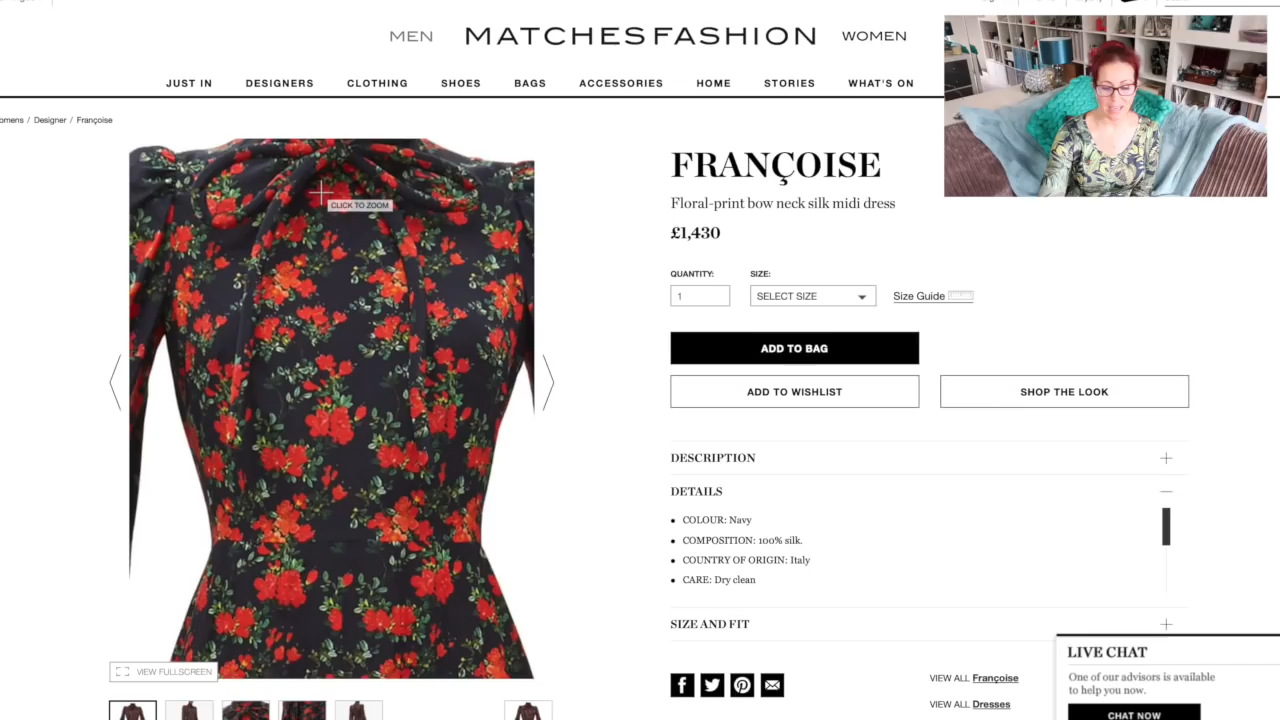 MEN
MATCHESFASHION
WOMEN
JUST IN
DESIGNERS
CLOTHING
SHOES
BAGS
ACCESSORIES
HOME
STORIES
WHAT'S ON
omens / Designer / Françoise
CLICK TO ZOOM
VIEW FULLSCREEN
FRANÇOISE
Floral-print bow neck silk midi dress
£1,430
QUANTITY:
SIZE:
1
SELECT SIZE
Size Guide
ADD TO BAG
ADD TO WISHLIST
SHOP THE LOOK
DESCRIPTION
DETAILS
COLOUR: Navy
COMPOSITION: 100% silk.
COUNTRY OF ORIGIN: Italy
CARE: Dry clean
SIZE AND FIT
VIEW ALL Françoise
VIEW ALL Dresses
LIVE CHAT
One of our advisors is available
to help you now.
CHAT NOW